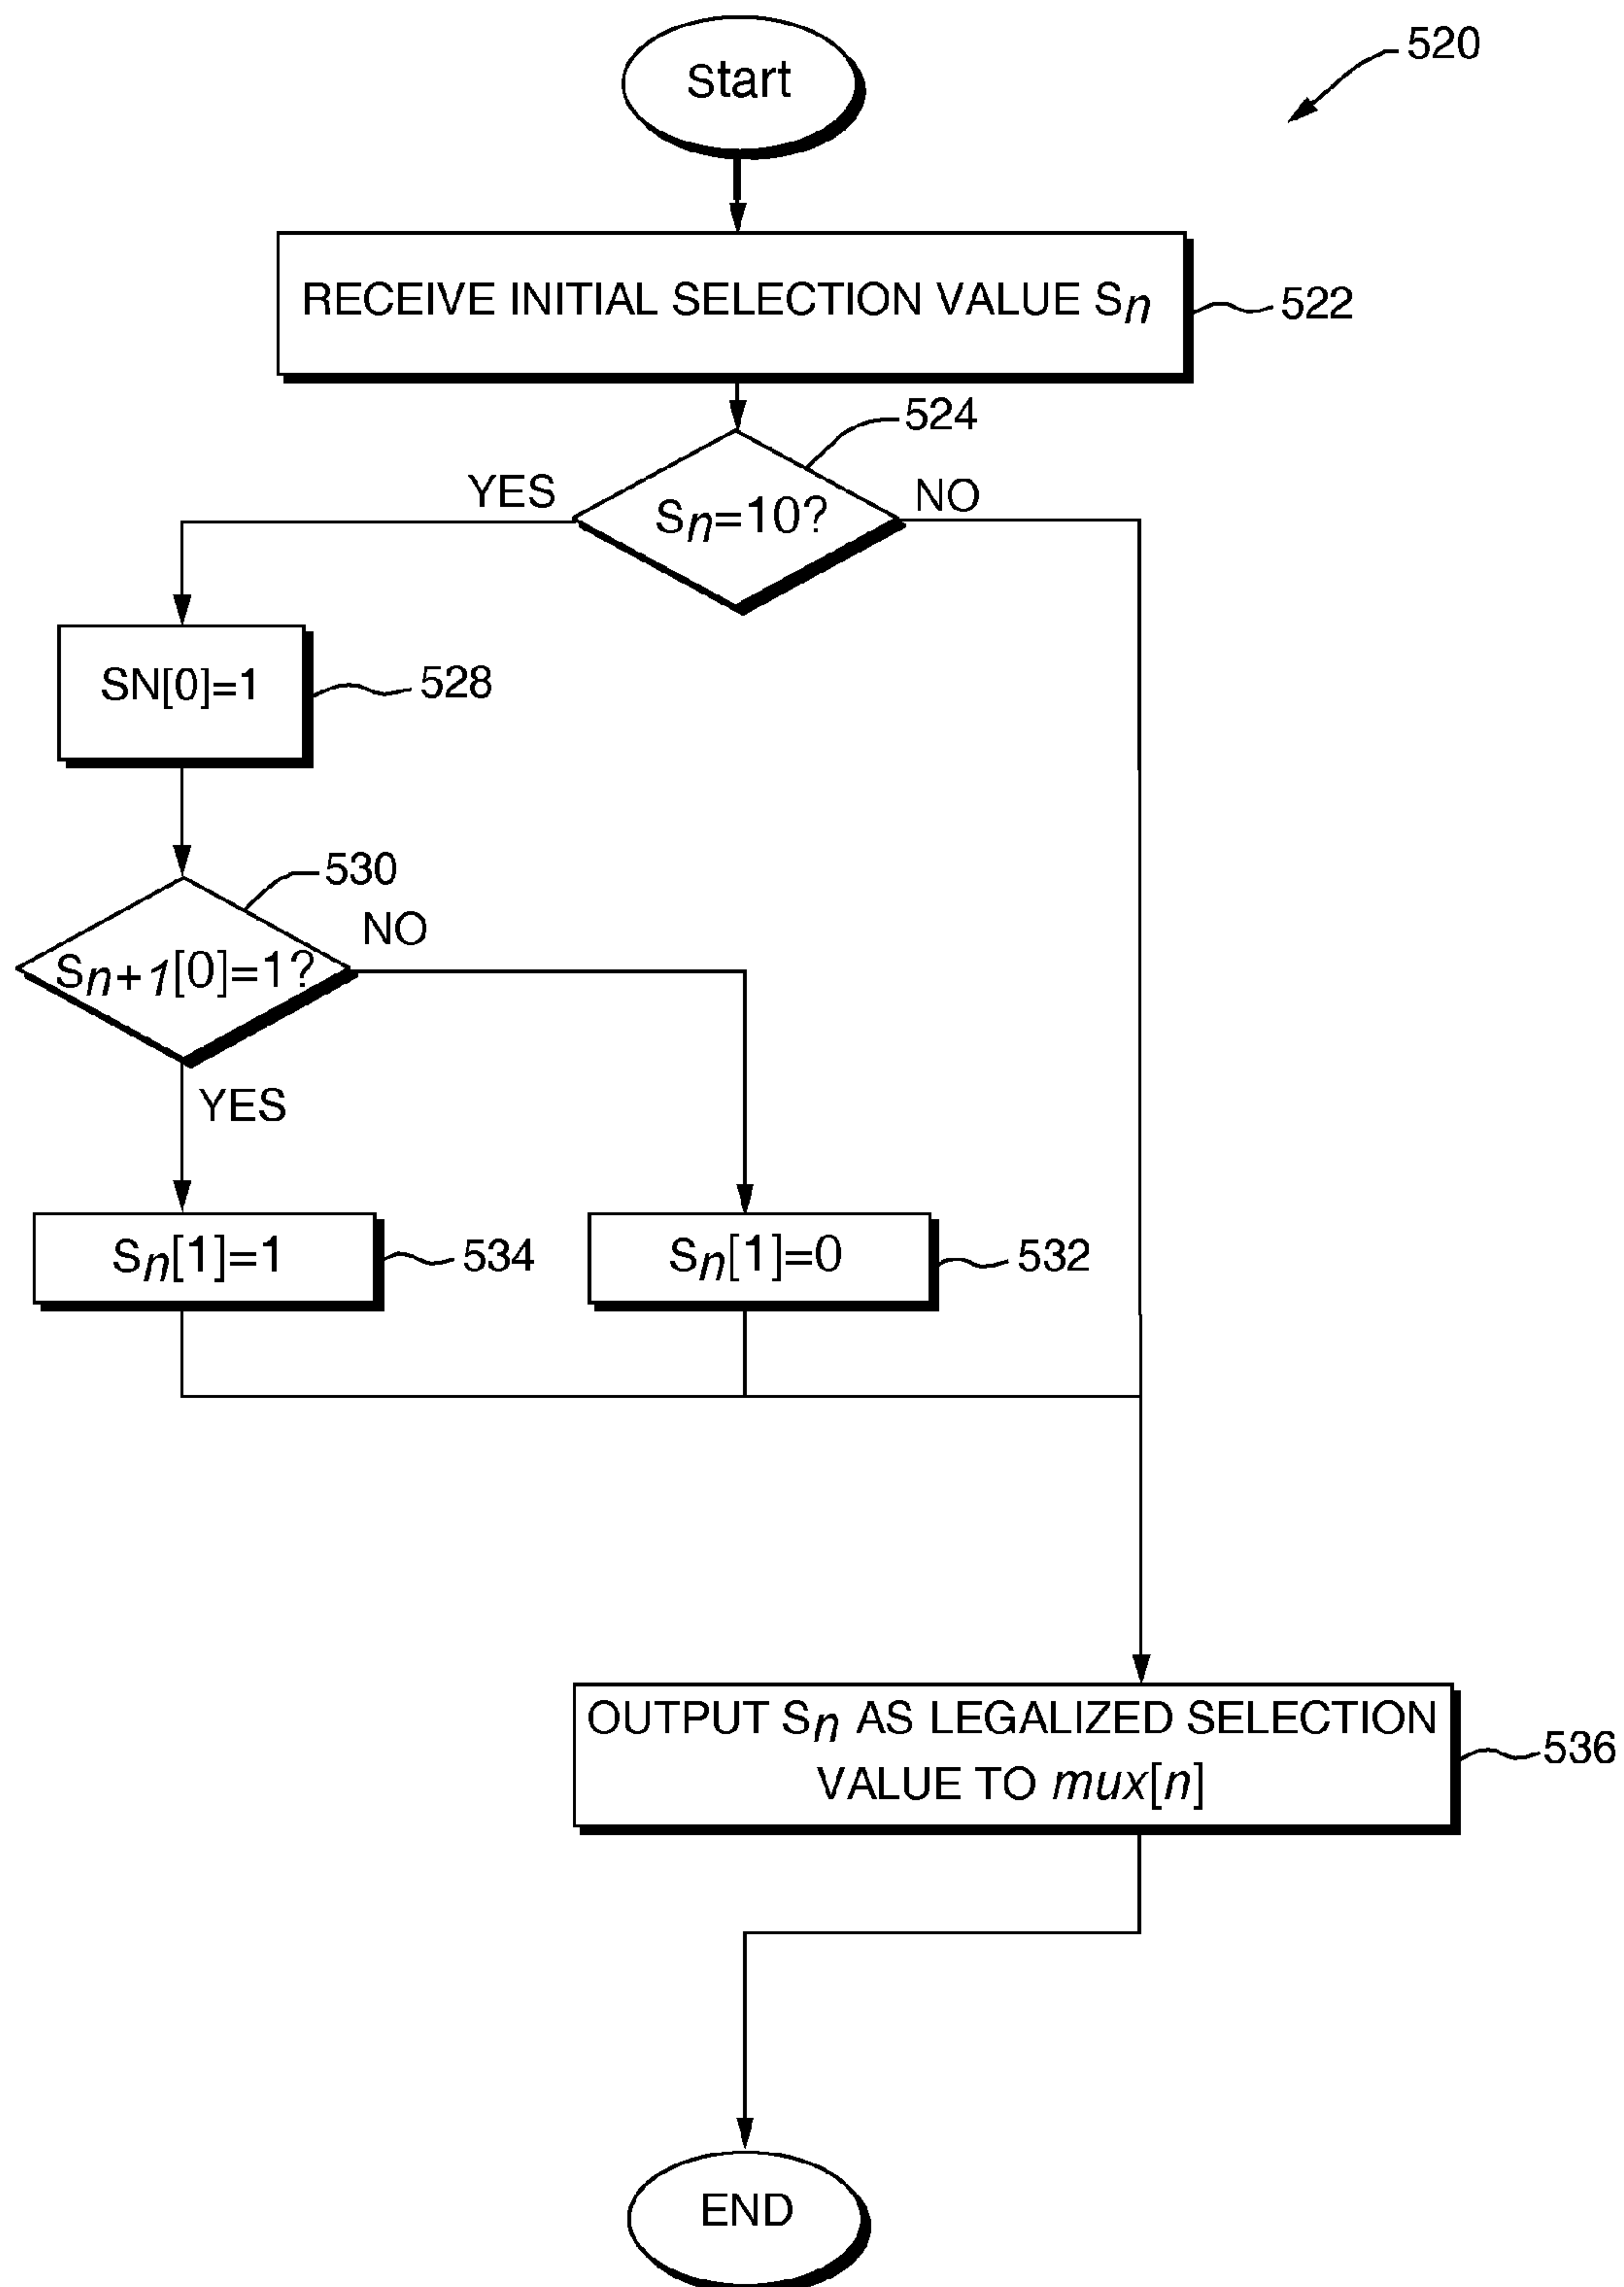 Start
520
RECEIVE INITIAL SELECTION VALUE Sn
522
524
YES
NO
Sn=10?
SN[0]=1
528
530
NO
Sn+1[0]=1?
YES
Sn[1]=1
534
Sn[1]=0
532
OUTPUT Sn AS LEGALIZED SELECTION
VALUE TO mux[n]
536
END